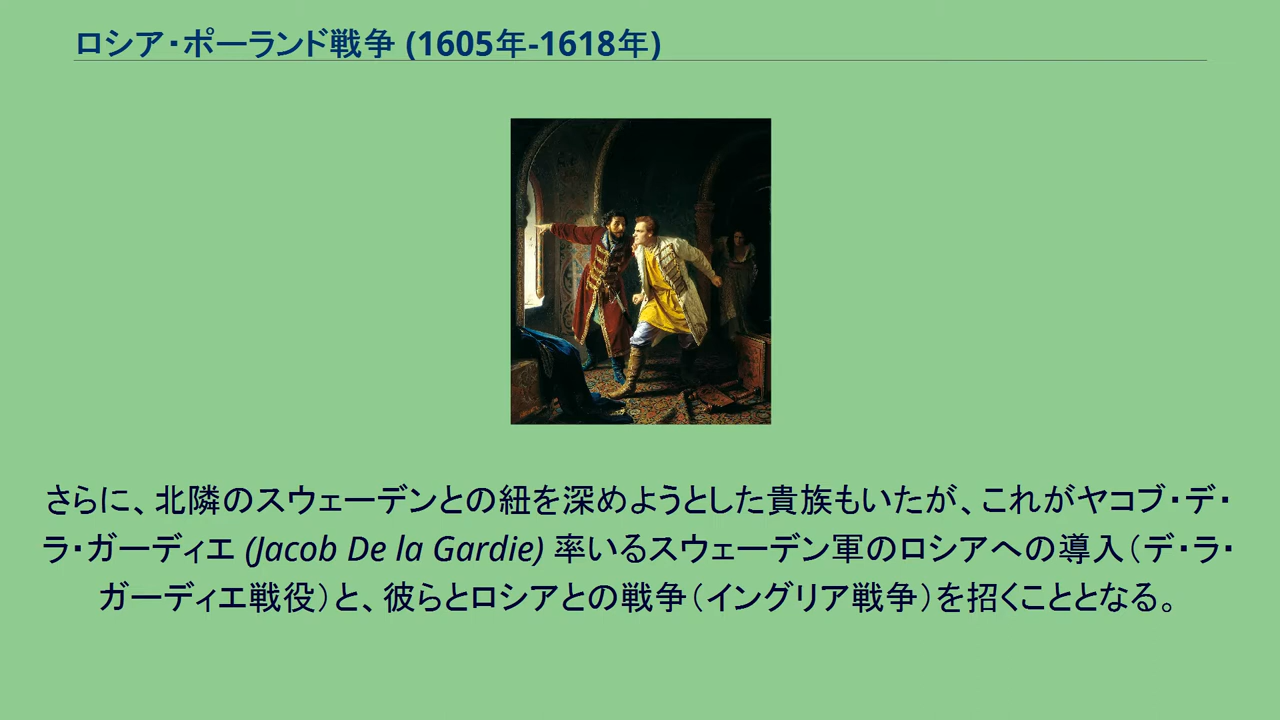 ロシア・ポーランド戦争 (1605年-1618年)
さらに、北隣のスウェーデンとの紐を深めようとした貴族もいたが、これがヤコブ・デ・
ラ・ガーディエ (Jacob De la Gardie) 率いるスウェーデン軍のロシアへの導入（デ・ラ・
ガーディエ戦役）と、彼らとロシアとの戦争（イングリア戦争）を招くこととなる。